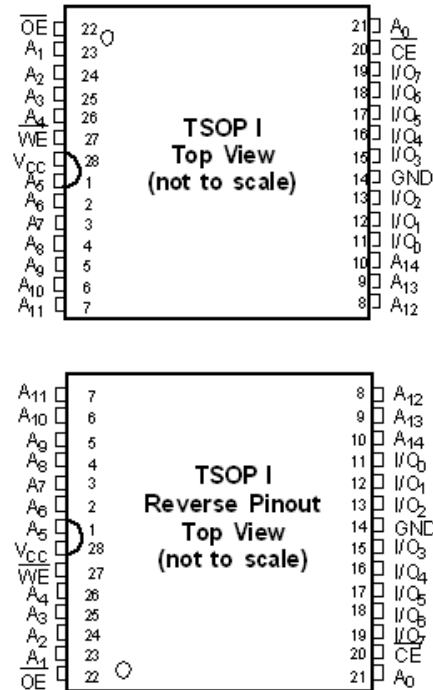 OE 22 21 A0
A1 23 20 CE
A2 24 19 I/O7
A3 25 18 I/O6
A4 26 17 I/O5
WE 27 16 I/O4
VCC 28 15 I/O3
A5 1 14 GND
A6 2 13 I/O2
A7 3 12 I/O1
A8 4 11 I/O0
A9 5 10 A14
A10 6 9 A13
A11 7 8 A12
TSOP I
Top View
(not to scale)
A11 7 8 A12
A10 6 9 A13
A9 5 10 A14
A8 4 11 I/O0
A7 3 12 I/O1
A6 2 13 I/O2
A5 1 14 GND
VCC 28 15 I/O3
WE 27 16 I/O4
A4 26 17 I/O5
A3 25 18 I/O6
A2 24 19 I/O7
A1 23 20 CE
OE 22 21 A0
TSOP I
Reverse Pinout
Top View
(not to scale)